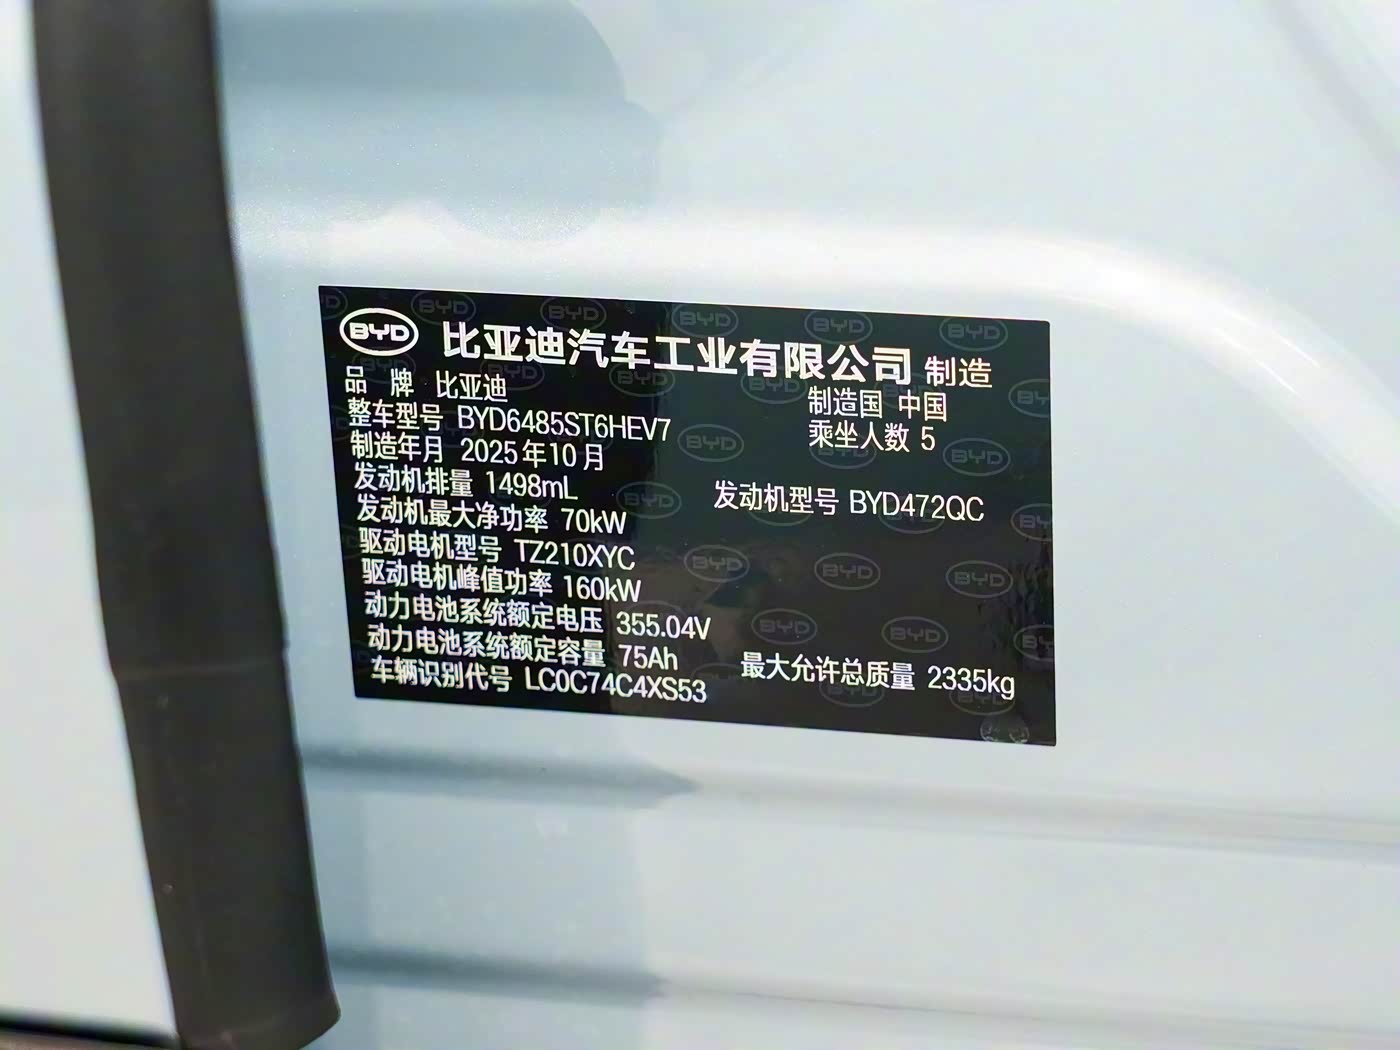 BYD 比亚迪汽车工业有限公司 制造
品 牌 比亚迪 制造国 中国
整车型号 BYD6485ST6HEV7 乘坐人数 5
制造年月 2025年10月
发动机排量 1498mL 发动机型号 BYD472QC
发动机最大净功率 70kW
驱动电机型号 TZ210XYC
驱动电机峰值功率 160kW
动力电池系统额定电压 355.04V
动力电池系统额定容量 75Ah 最大允许总质量 2335kg
车辆识别代号 LC0C74C4XS53